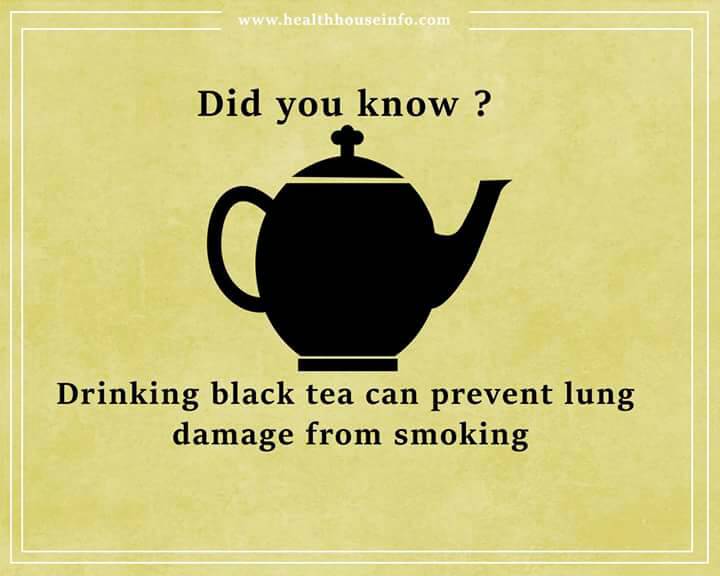 www.healthhouseinfo.com
Did you know ?
Drinking black tea can prevent lung
damage from smoking